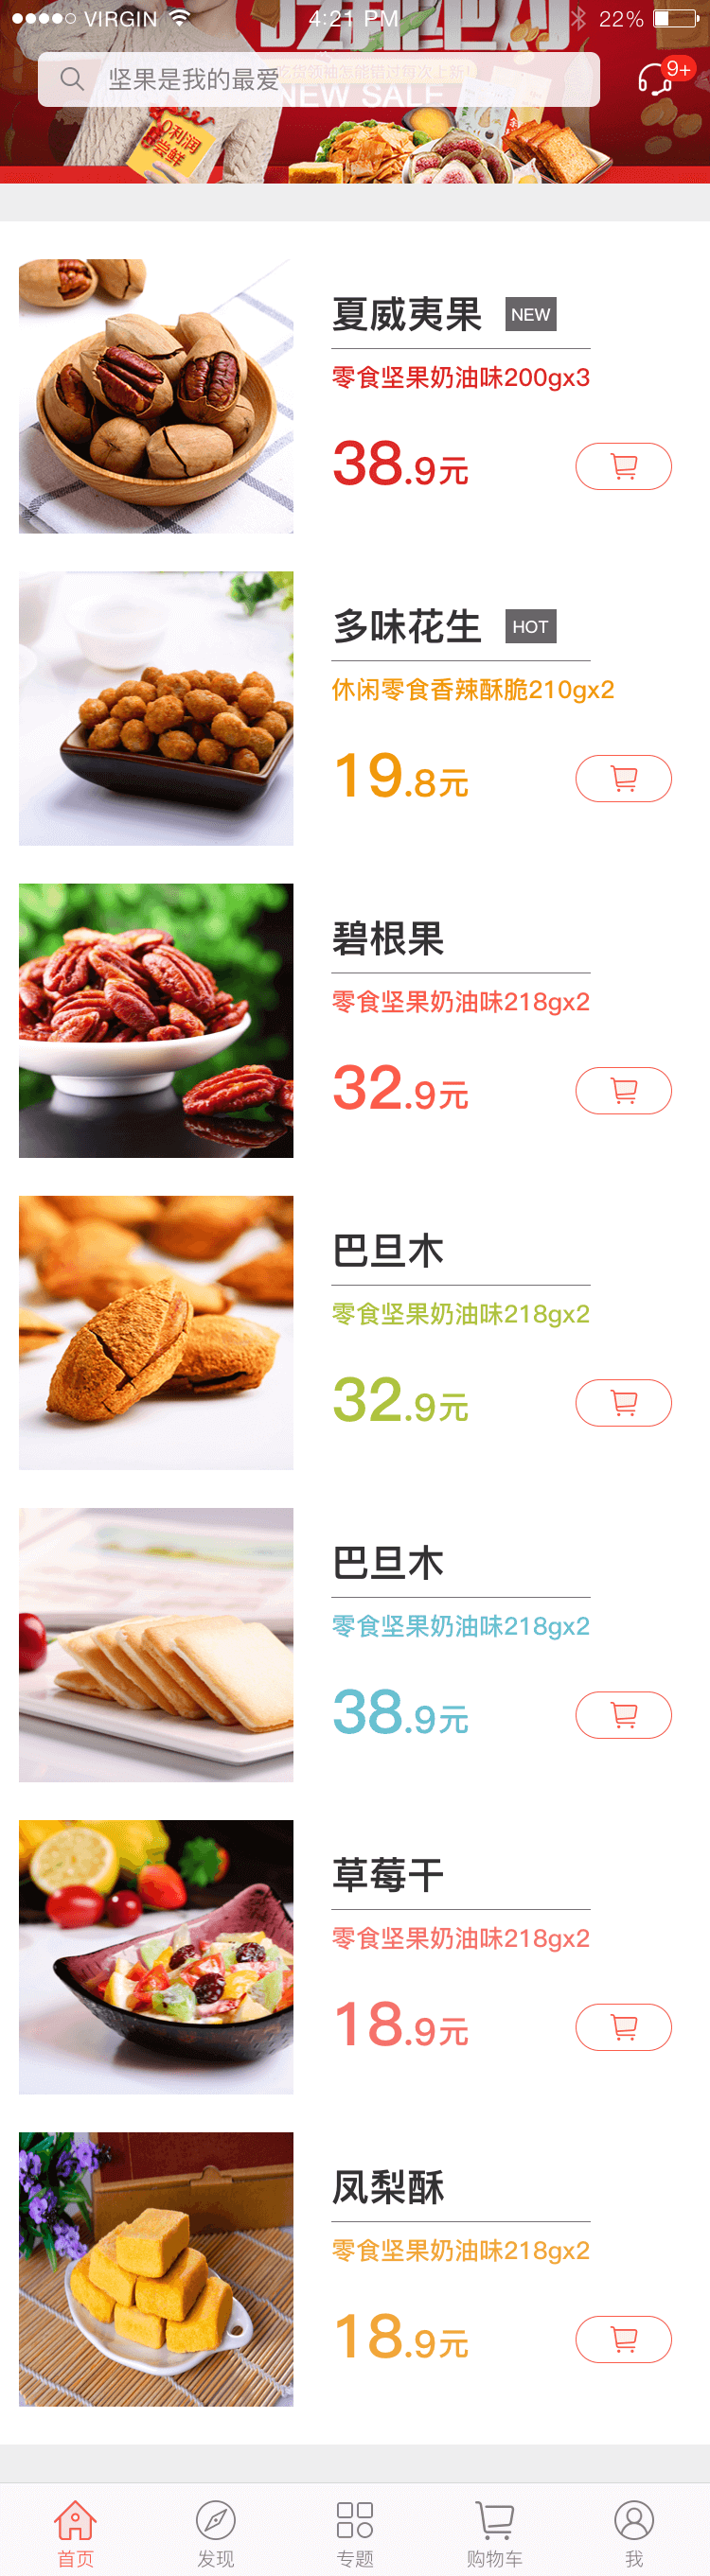 VIRGIN 4:21 PM 22%
坚果是我的最爱 9+
NEW SALE
0利润
尝鲜
夏威夷果 NEW
零食坚果奶油味200gx3
38.9元
多味花生 HOT
休闲零食香辣酥脆210gx2
19.8元
碧根果
零食坚果奶油味218gx2
32.9元
巴旦木
零食坚果奶油味218gx2
32.9元
巴旦木
零食坚果奶油味218gx2
38.9元
草莓干
零食坚果奶油味218gx2
18.9元
凤梨酥
零食坚果奶油味218gx2
18.9元
首页 发现 专题 购物车 我